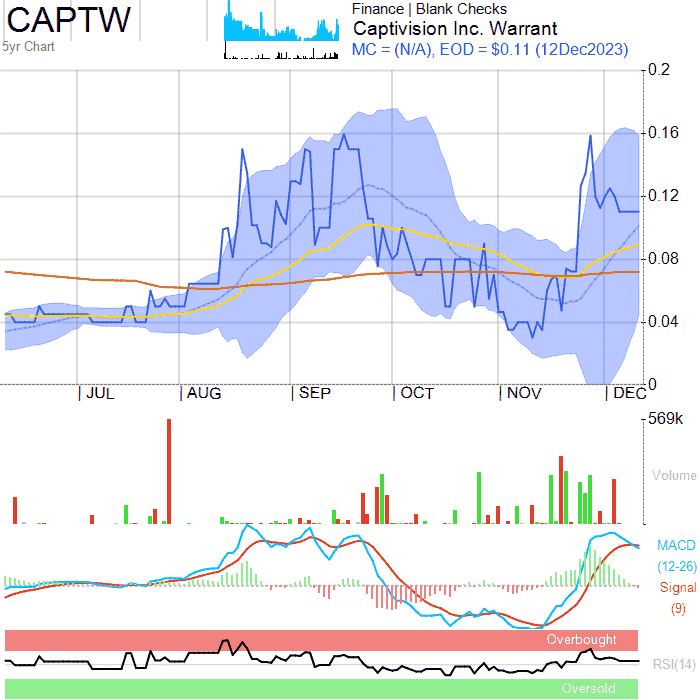 CAPTW
5yr Chart
Finance | Blank Checks
Captivision Inc. Warrant
MC = (N/A), EOD = $0.11 (12Dec2023)
0.2
0.16
0.12
0.08
0.04
0
| JUL
| AUG
| SEP
| OCT
| NOV
| DEC
569k
Volume
MACD
(12-26)
Signal
(9)
Overbought
RSI(14)
Oversold